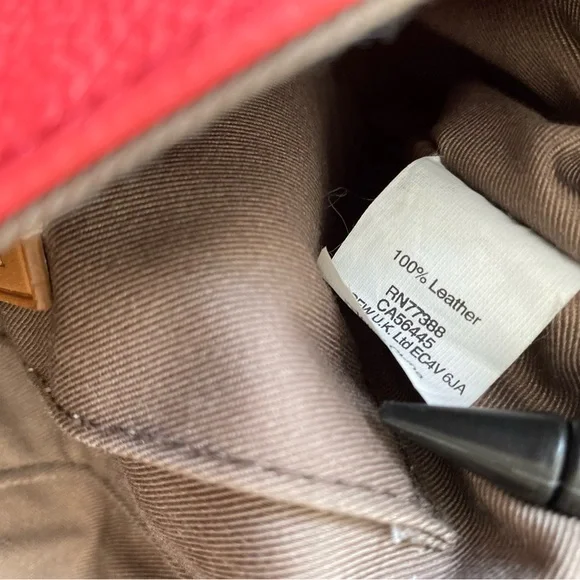 100% Leather
RN77388
CA56445
U.K. Ltd EC4V 6JA